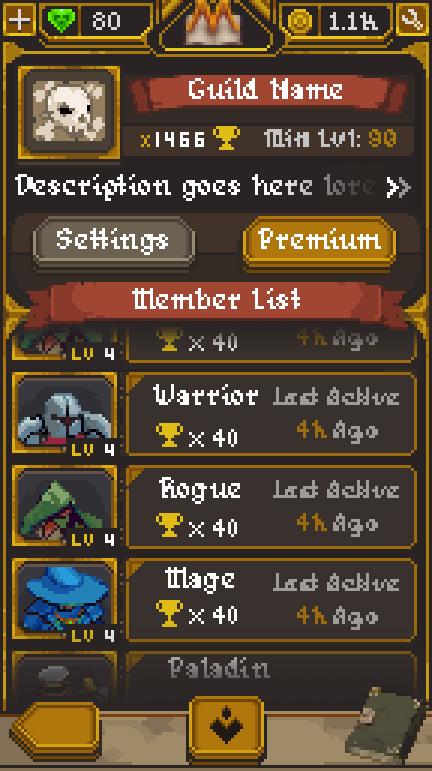 80
1.1k
Guild Name
x1466
Min Lvl: 90
Description goes here lore
Settings
Premium
Member List
LV 4
x 40
4h Ago
Warrior
Last Active
x 40
4h Ago
LV 4
Rogue
Last Active
x 40
4h Ago
LV 4
Mage
Last Active
x 40
4h Ago
LV 4
Paladin